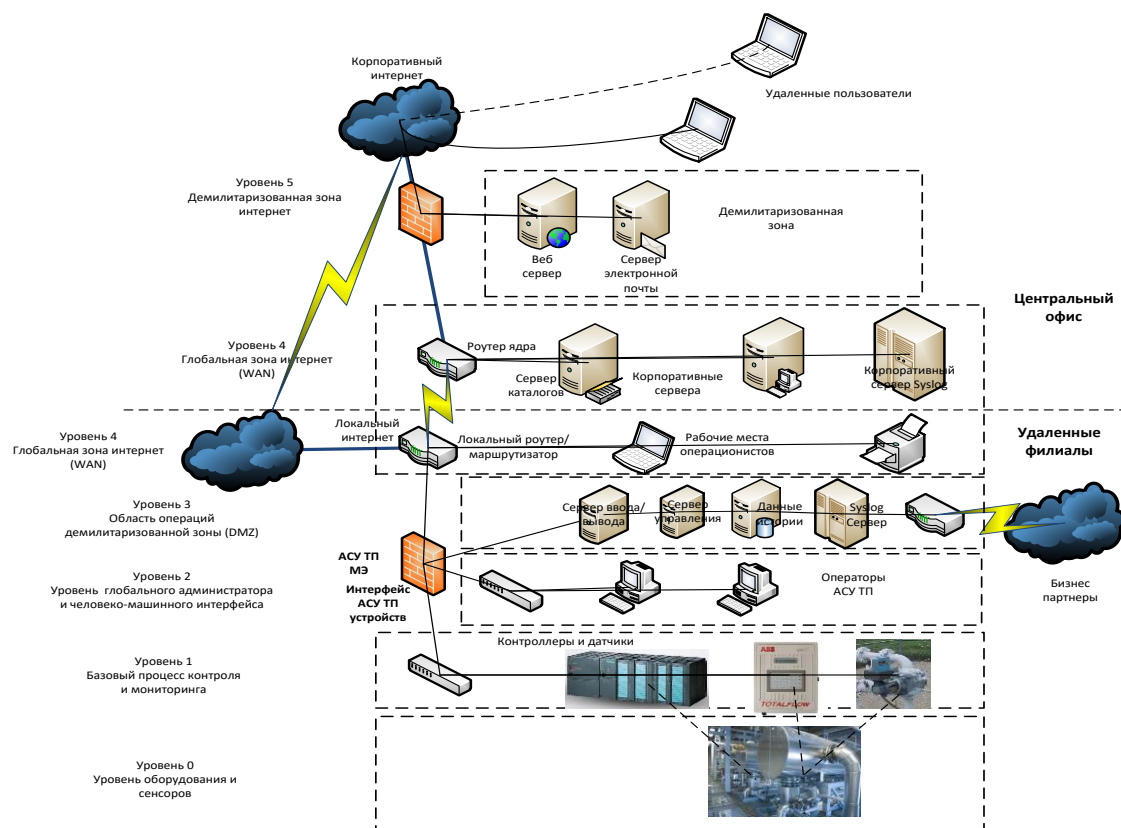 Корпоративный
интернет
Удаленные пользователи
Уровень 5
Демилитаризованная зона
интернет
Демилитаризованная
зона
Веб
сервер
Сервер
электронной
почты
Центральный
офис
Уровень 4
Глобальная зона интернет
(WAN)
Роутер ядра
Сервер
каталогов
Корпоративные
сервера
Корпоративный
сервер Syslog
Уровень 4
Глобальная зона интернет
(WAN)
Локальный
интернет
Локальный роутер/
маршрутизатор
Рабочие места
операционистов
Удаленные
филиалы
Уровень 3
Область операций
демилитаризованной зоны (DMZ)
Сервер ввода/
вывода
Сервер
управления
Данные
истории
Syslog
Сервер
АСУ ТП
МЭ
Уровень 2
Уровень глобального администратора
и человеко-машинного интерфейса
Интерфейс
АСУ ТП
устройств
Операторы
АСУ ТП
Бизнес
партнеры
Уровень 1
Базовый процесс контроля
и мониторинга
Контроллеры и датчики
ABB
TOTALFLOW
Уровень 0
Уровень оборудования и
сенсоров